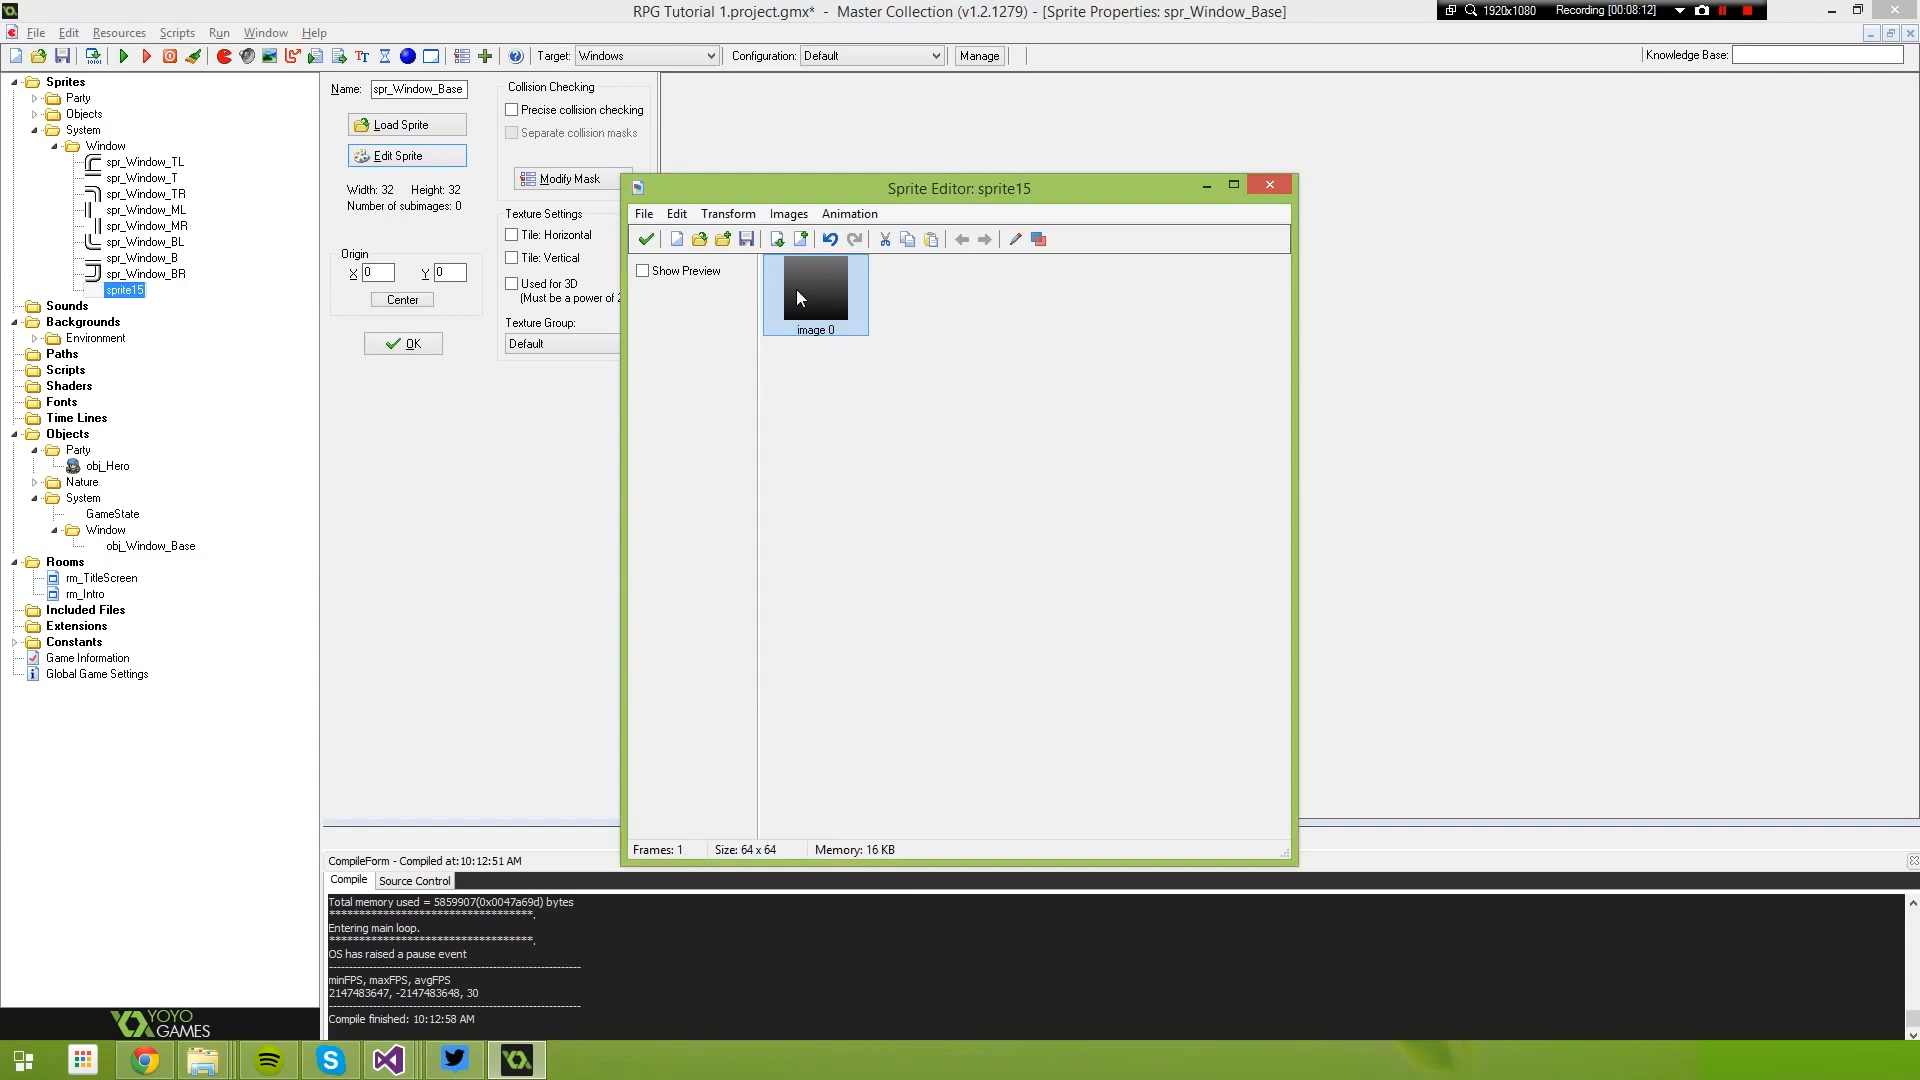 RPG Tutorial 1.project.gmx* - Master Collection (v1.2.1279) - [Sprite Properties: spr_Window_Base]
1920x1080 Recording [00:08:12]
File Edit Resources Scripts Run Window Help
Target: Windows Configuration: Default Manage Knowledge Base:
Sprites
Party
Objects
System
Window
spr_Window_TL
spr_Window_T
spr_Window_TR
spr_Window_ML
spr_Window_MR
spr_Window_BL
spr_Window_B
spr_Window_BR
sprite15
Sounds
Backgrounds
Environment
Paths
Scripts
Shaders
Fonts
Time Lines
Objects
Party
obj_Hero
Nature
System
GameState
Window
obj_Window_Base
Rooms
rm_TitleScreen
rm_Intro
Included Files
Extensions
Constants
Game Information
Global Game Settings
YOYO
GAMES
Name: spr_Window_Base
Load Sprite
Edit Sprite
Width: 32 Height: 32
Number of subimages: 0
Origin
X 0 Y 0
Center
OK
Collision Checking
Precise collision checking
Separate collision masks
Modify Mask
Texture Settings
Tile: Horizontal
Tile: Vertical
Used for 3D
(Must be a power of 2
Texture Group:
Default
Sprite Editor: sprite15
File Edit Transform Images Animation
Show Preview
image 0
Frames: 1 Size: 64 x 64 Memory: 16 KB
CompileForm - Compiled at:10:12:51 AM
Compile Source Control
Total memory used = 5859907(0x0047a69d) bytes
**********************************.
Entering main loop.
**********************************.
OS has raised a pause event
---------------------------------------------------------------
minFPS, maxFPS, avgFPS
2147483647, -2147483648, 30
---------------------------------------------------------------
Compile finished: 10:12:58 AM